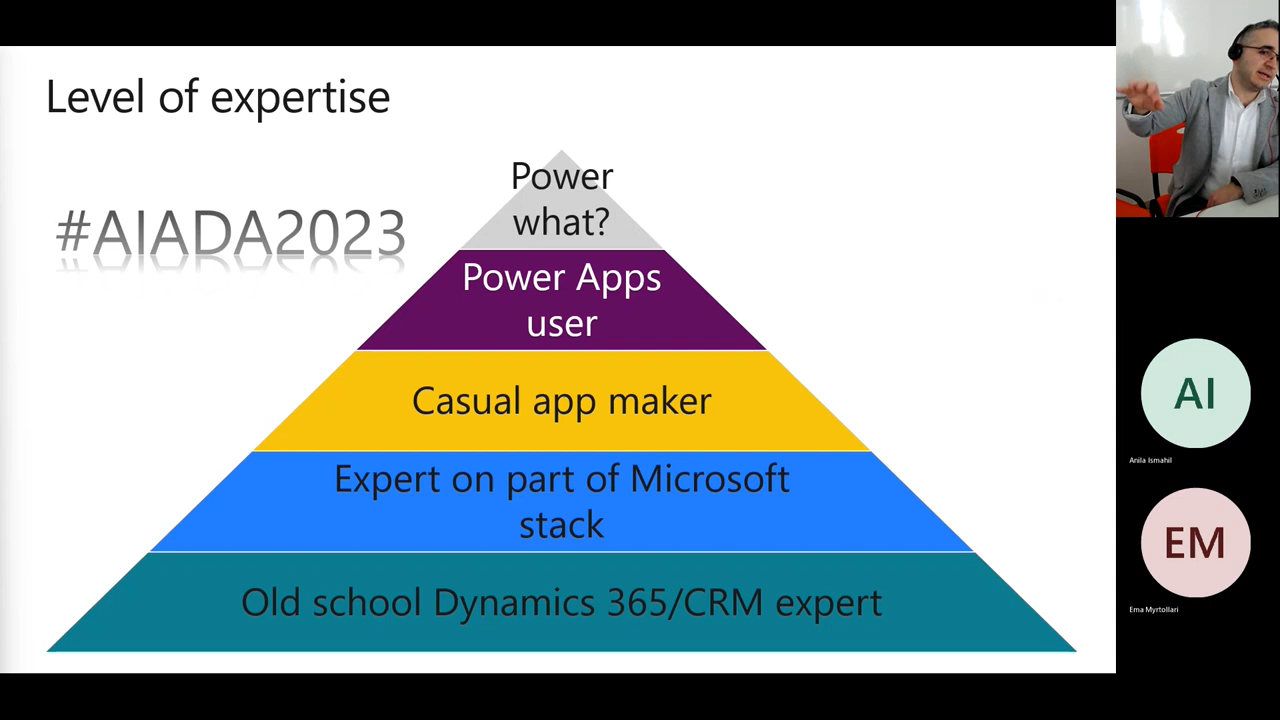 Level of expertise
#AIADA2023
Power
what?
Power Apps
user
Casual app maker
Expert on part of Microsoft
stack
Old school Dynamics 365/CRM expert
AI
Anila Ismahil
EM
Ema Myrtollari